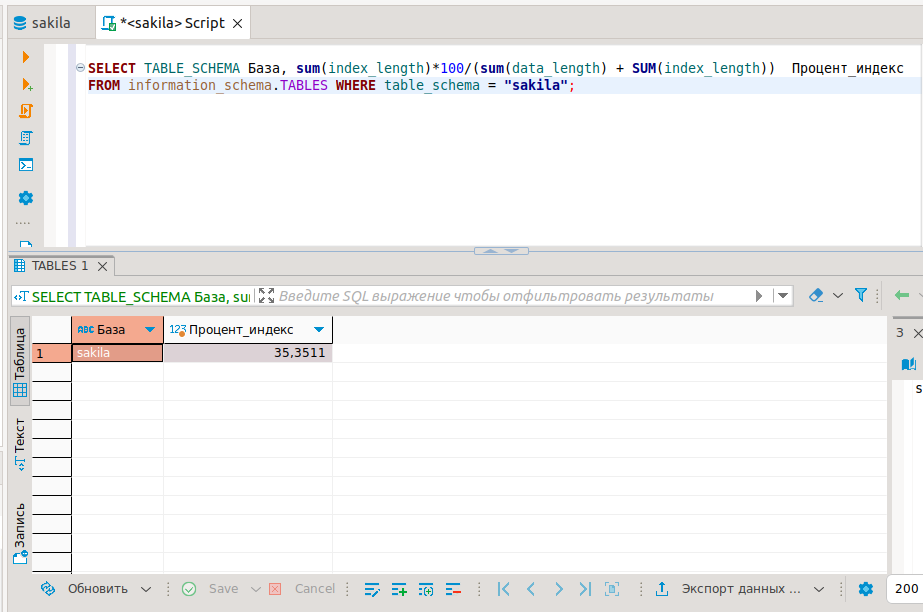 sakila
*<sakila> Script
SELECT TABLE_SCHEMA База, sum(index_length)*100/(sum(data_length) + SUM(index_length))  Процент_индекс
FROM information_schema.TABLES WHERE table_schema = "sakila";
TABLES 1
SELECT TABLE_SCHEMA База, su
Введите SQL выражение чтобы отфильтровать результаты
Таблица
Текст
Запись
ABC База
123 Процент_индекс
1
sakila
35,3511
3
s
Обновить
Save
Cancel
Экспорт данных ...
200